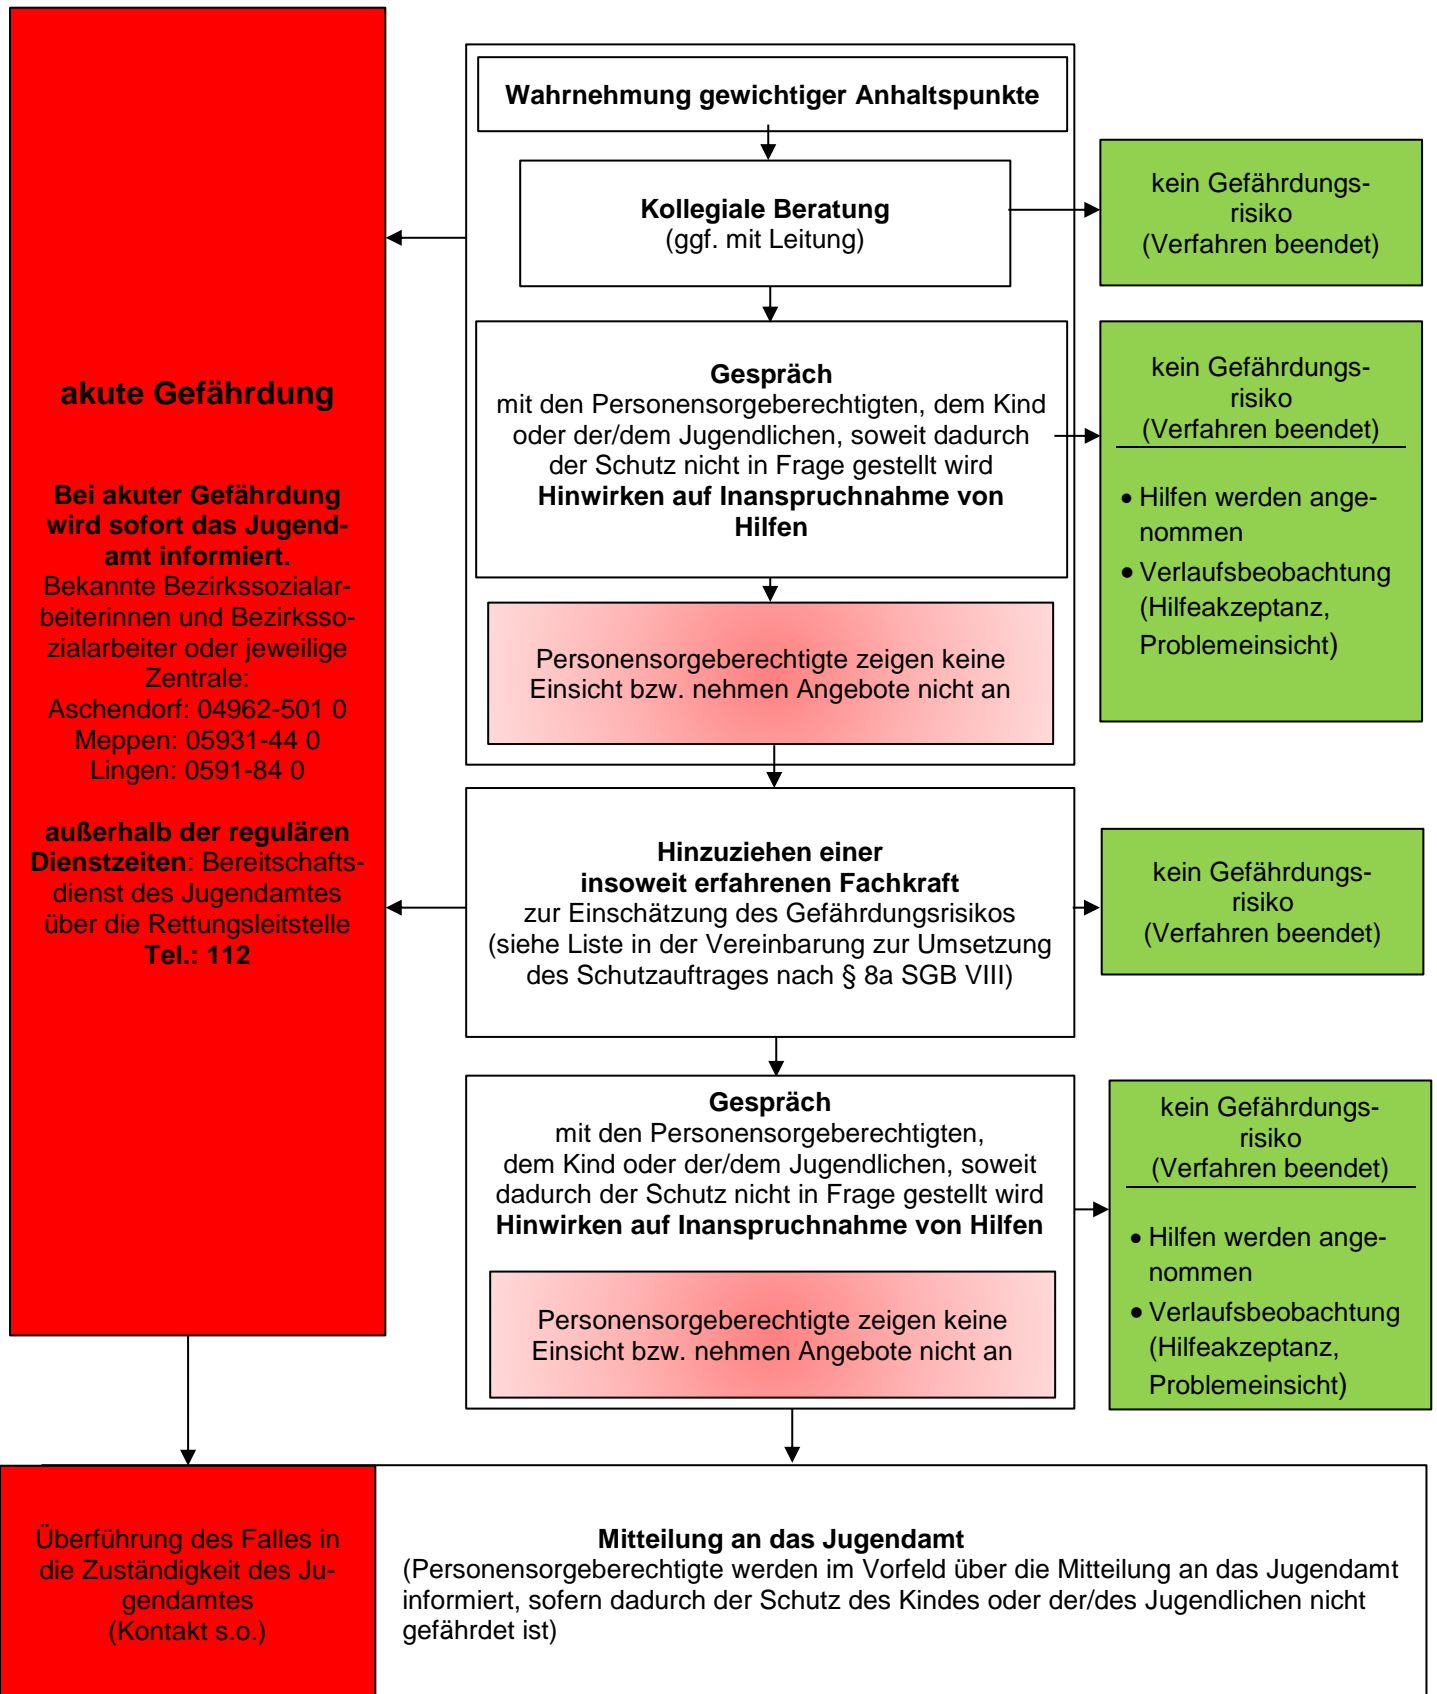 akute Gefährdung
Bei akuter Gefährdung
wird sofort das Jugend-
amt informiert.
Bekannte Bezirkssozialar-
beiterinnen und Bezirksso-
zialarbeiter oder jeweilige
Zentrale:
Aschendorf: 04962-501 0
Meppen: 05931-44 0
Lingen: 0591-84 0
außerhalb der regulären
Dienstzeiten: Bereitschafts-
dienst des Jugendamtes
über die Rettungsleitstelle
Tel.: 112
Wahrnehmung gewichtiger Anhaltspunkte
Kollegiale Beratung
(ggf. mit Leitung)
kein Gefährdungs-
risiko
(Verfahren beendet)
Gespräch
mit den Personensorgeberechtigten, dem Kind
oder der/dem Jugendlichen, soweit dadurch
der Schutz nicht in Frage gestellt wird
Hinwirken auf Inanspruchnahme von
Hilfen
kein Gefährdungs-
risiko
(Verfahren beendet)
• Hilfen werden ange-
nommen
• Verlaufsbeobachtung
(Hilfeakzeptanz,
Problemeinsicht)
Personensorgeberechtigte zeigen keine
Einsicht bzw. nehmen Angebote nicht an
Hinzuziehen einer
insoweit erfahrenen Fachkraft
zur Einschätzung des Gefährdungsrisikos
(siehe Liste in der Vereinbarung zur Umsetzung
des Schutzauftrages nach § 8a SGB VIII)
kein Gefährdungs-
risiko
(Verfahren beendet)
Gespräch
mit den Personensorgeberechtigten,
dem Kind oder der/dem Jugendlichen, soweit
dadurch der Schutz nicht in Frage gestellt wird
Hinwirken auf Inanspruchnahme von Hilfen
Personensorgeberechtigte zeigen keine
Einsicht bzw. nehmen Angebote nicht an
kein Gefährdungs-
risiko
(Verfahren beendet)
• Hilfen werden ange-
nommen
• Verlaufsbeobachtung
(Hilfeakzeptanz,
Problemeinsicht)
Überführung des Falles in
die Zuständigkeit des Ju-
gendamtes
(Kontakt s.o.)
Mitteilung an das Jugendamt
(Personensorgeberechtigte werden im Vorfeld über die Mitteilung an das Jugendamt
informiert, sofern dadurch der Schutz des Kindes oder der/des Jugendlichen nicht
gefährdet ist)